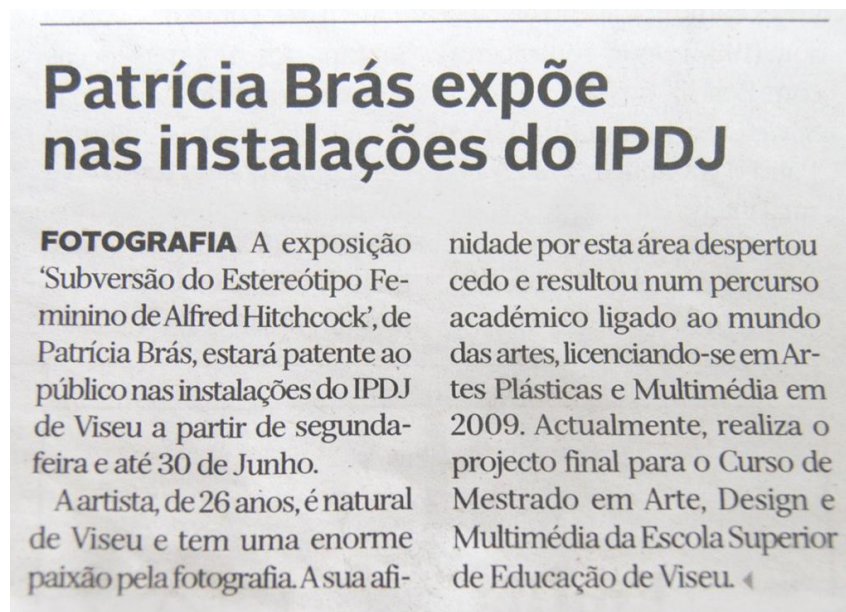 Patrícia Brás expõe
nas instalações do IPDJ
FOTOGRAFIA A exposição
'Subversão do Estereótipo Fe-
minino de Alfred Hitchcock', de
Patrícia Brás, estará patente ao
público nas instalações do IPDJ
de Viseu a partir de segunda-
feira e até 30 de Junho.
A artista, de 26 anos, é natural
de Viseu e tem uma enorme
paixão pela fotografia. A sua afi-
nidade por esta área despertou
cedo e resultou num percurso
académico ligado ao mundo
das artes, licenciando-se em Ar-
tes Plásticas e Multimédia em
2009. Actualmente, realiza o
projecto final para o Curso de
Mestrado em Arte, Design e
Multimédia da Escola Superior
de Educação de Viseu.